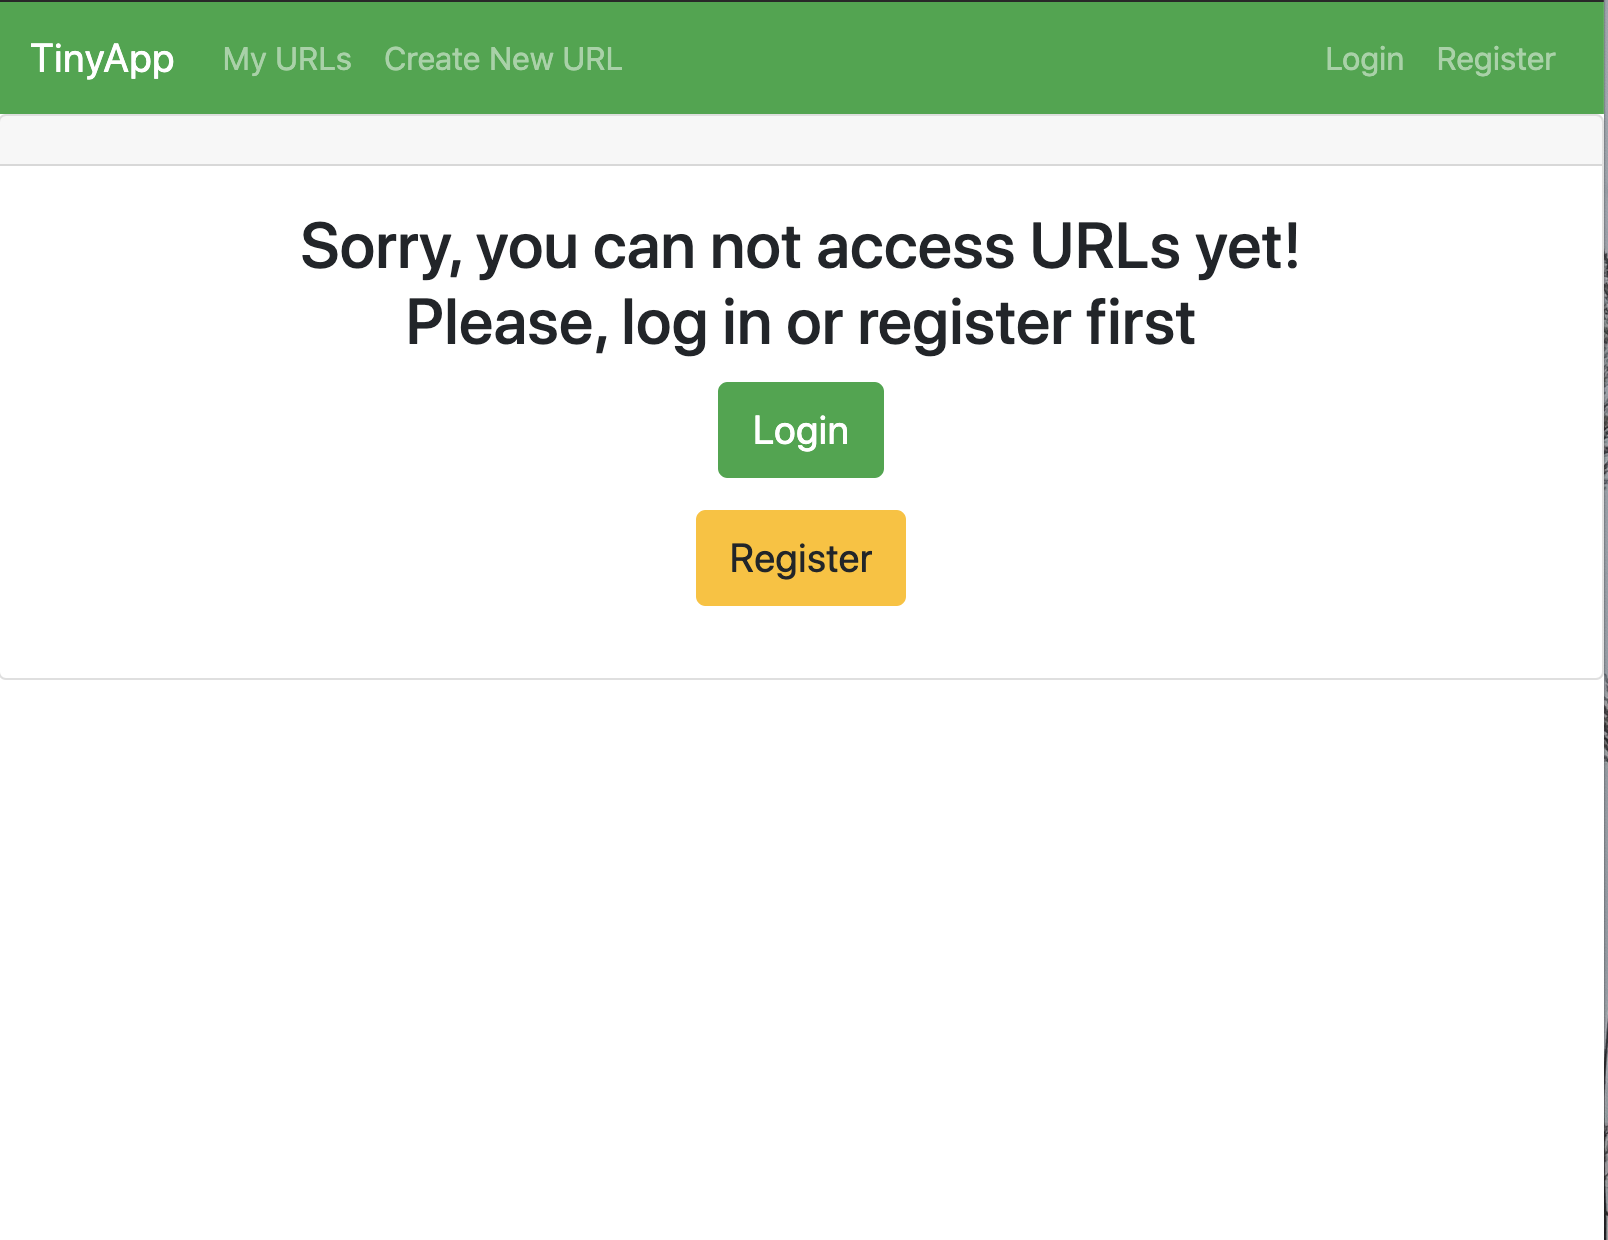 TinyApp My URLs Create New URL Login Register
Sorry, you can not access URLs yet!
Please, log in or register first
Login
Register